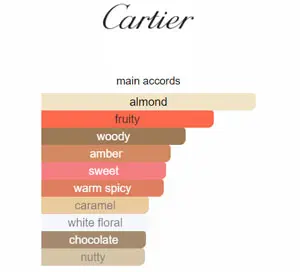 Cartier
main accords
almond
fruity
woody
amber
sweet
warm spicy
caramel
white floral
chocolate
nutty